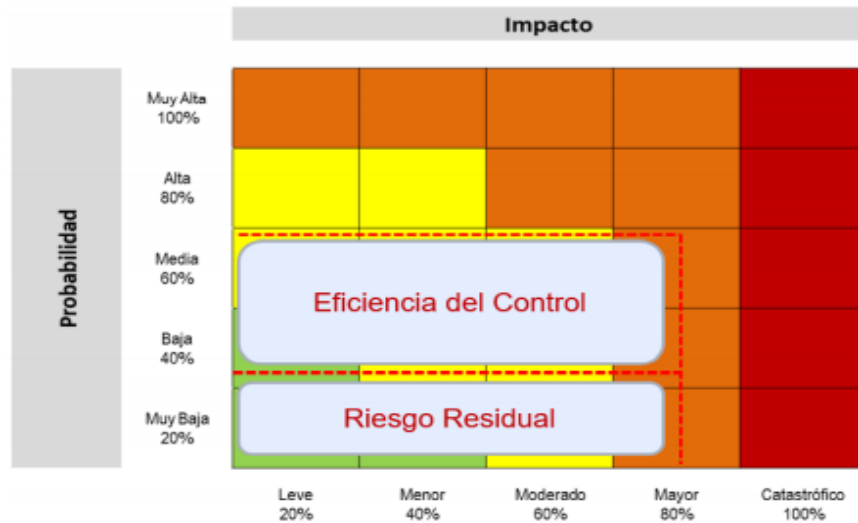 Impacto
Probabilidad
Muy Alta
100%
Alta
80%
Media
60%
Baja
40%
Muy Baja
20%
Eficiencia del Control
Riesgo Residual
Leve
20%
Menor
40%
Moderado
60%
Mayor
80%
Catastrófico
100%